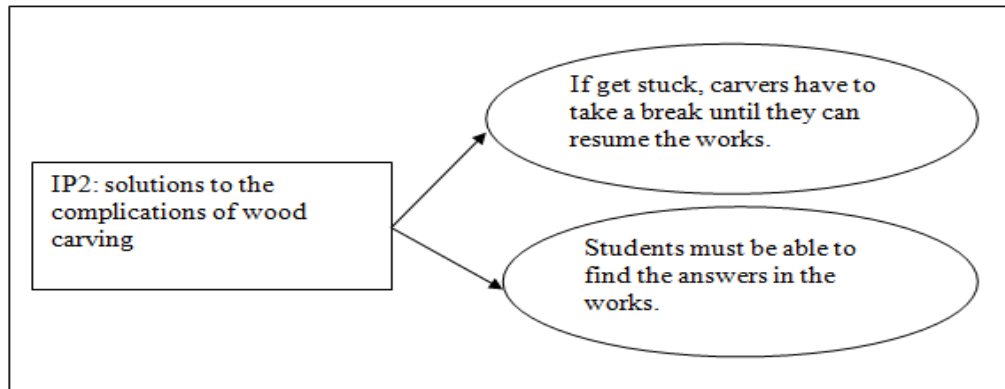 If get stuck, carvers have to
take a break until they can
resume the works.
IP2: solutions to the
complications of wood
carving
Students must be able to
find the answers in the
works.